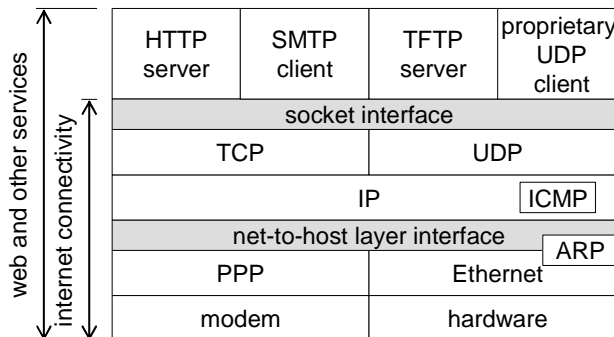 web and other services
internet connectivity
HTTP
server
SMTP
client
TFTP
server
proprietary
UDP
client
socket interface
TCP
UDP
IP
ICMP
net-to-host layer interface
ARP
PPP
Ethernet
modem
hardware